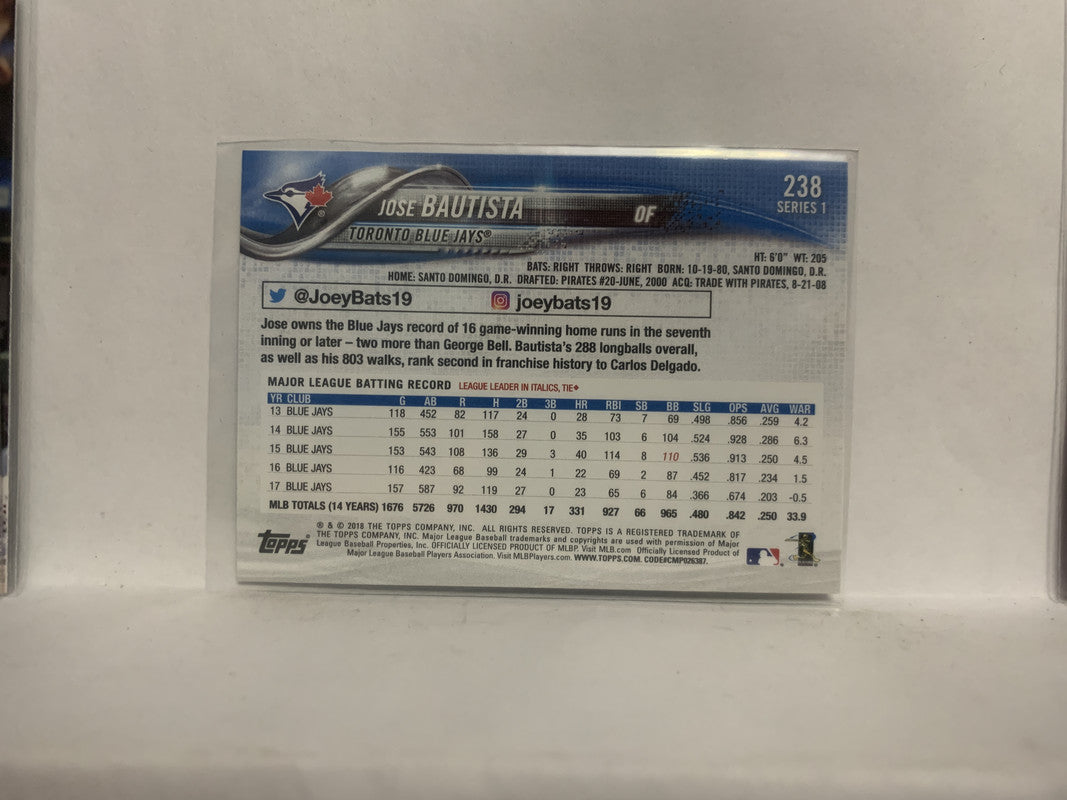 238
SERIES 1
JOSE BAUTISTA OF
TORONTO BLUE JAYS®
HT: 6'0" WT: 205
BATS: RIGHT THROWS: RIGHT BORN: 10-19-80, SANTO DOMINGO, D.R.
HOME: SANTO DOMINGO, D.R. DRAFTED: PIRATES #20-JUNE, 2000 ACQ: TRADE WITH PIRATES, 8-21-08
@JoeyBats19 joeybats19
Jose owns the Blue Jays record of 16 game-winning home runs in the seventh
inning or later – two more than George Bell. Bautista's 288 longballs overall,
as well as his 803 walks, rank second in franchise history to Carlos Delgado.
MAJOR LEAGUE BATTING RECORD LEAGUE LEADER IN ITALICS, TIE♦
YR CLUB G AB R H 2B 3B HR RBI SB BB SLG OPS AVG WAR
13 BLUE JAYS 118 452 82 117 24 0 28 73 7 69 .498 .856 .259 4.2
14 BLUE JAYS 155 553 101 158 27 0 35 103 6 104 .524 .928 .286 6.3
15 BLUE JAYS 153 543 108 136 29 3 40 114 8 110 .536 .913 .250 4.5
16 BLUE JAYS 116 423 68 99 24 1 22 69 2 87 .452 .817 .234 1.5
17 BLUE JAYS 157 587 92 119 27 0 23 65 6 84 .366 .674 .203 -0.5
MLB TOTALS (14 YEARS) 1676 5726 970 1430 294 17 331 927 66 965 .480 .842 .250 33.9
® & © 2018 THE TOPPS COMPANY, INC. ALL RIGHTS RESERVED. TOPPS IS A REGISTERED TRADEMARK OF
THE TOPPS COMPANY, INC. Major League Baseball trademarks and copyrights are used with permission of Major
League Baseball Properties, Inc. OFFICIALLY LICENSED PRODUCT OF MLBP. Visit MLB.com Officially Licensed Product of
Major League Baseball Players Association. Visit MLBPlayers.com. WWW.TOPPS.COM. CODE#CMP026387.
Topps®